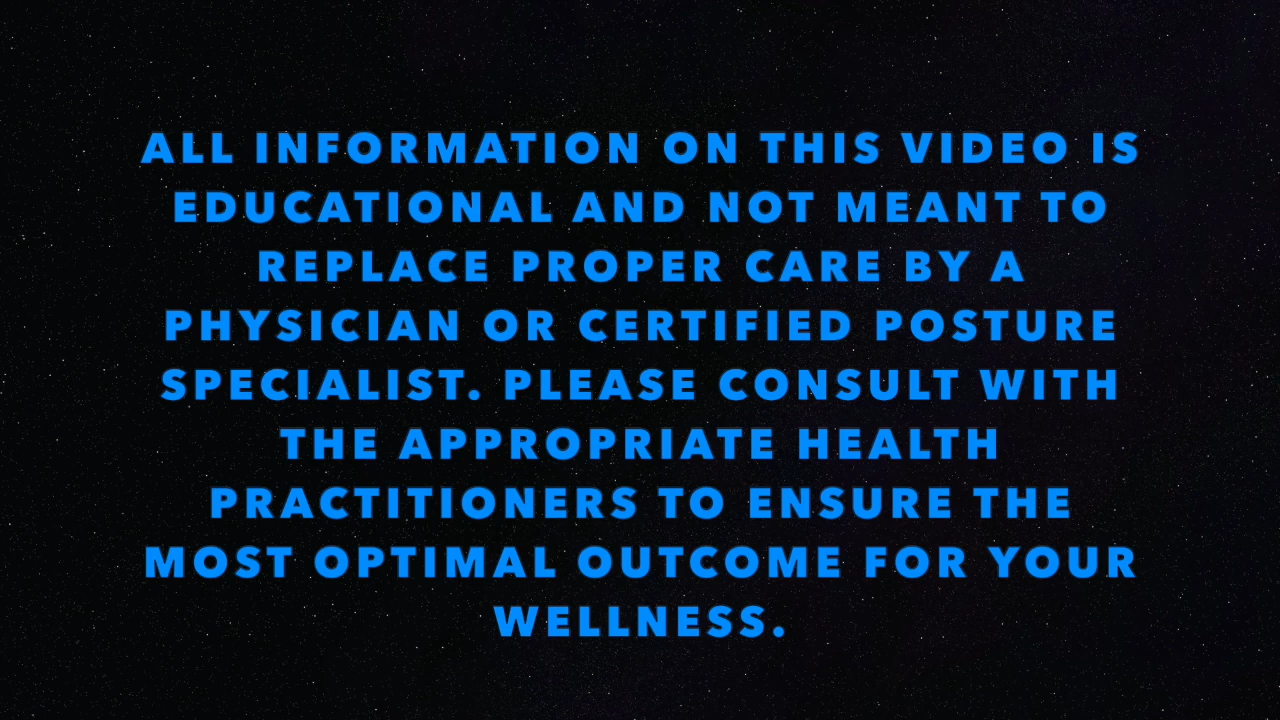 ALL INFORMATION ON THIS VIDEO IS
EDUCATIONAL AND NOT MEANT TO
REPLACE PROPER CARE BY A
PHYSICIAN OR CERTIFIED POSTURE
SPECIALIST. PLEASE CONSULT WITH
THE APPROPRIATE HEALTH
PRACTITIONERS TO ENSURE THE
MOST OPTIMAL OUTCOME FOR YOUR
WELLNESS.